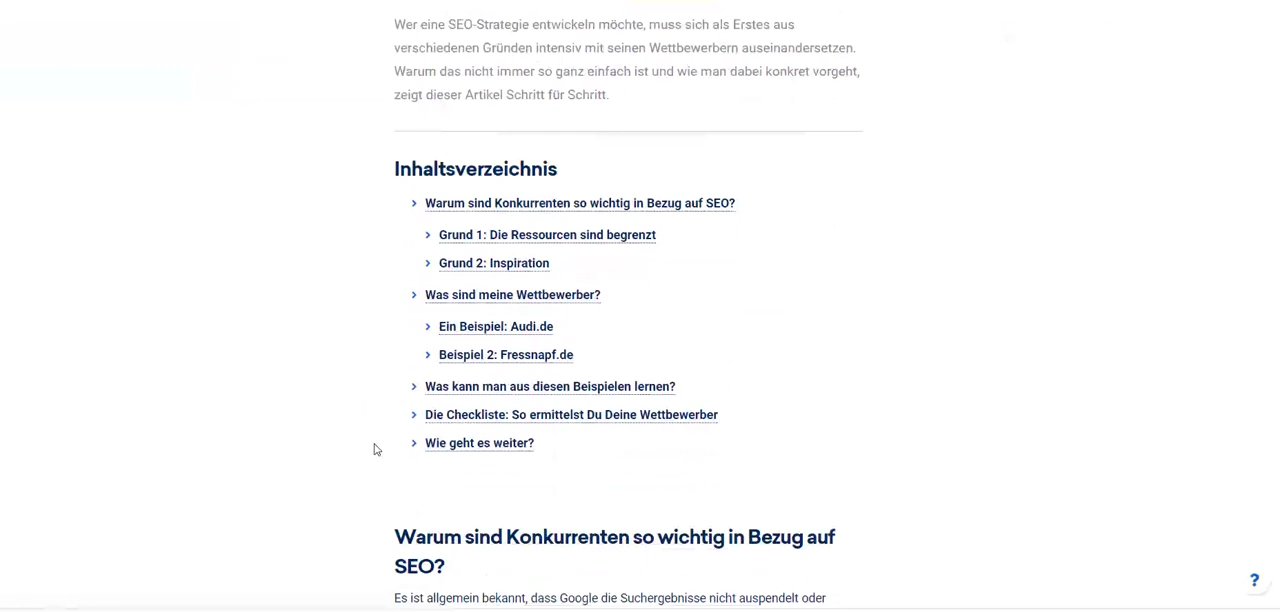 Wer eine SEO-Strategie entwickeln möchte, muss sich als Erstes aus
verschiedenen Gründen intensiv mit seinen Wettbewerbern auseinandersetzen.
Warum das nicht immer so ganz einfach ist und wie man dabei konkret vorgeht,
zeigt dieser Artikel Schritt für Schritt.
Inhaltsverzeichnis
Warum sind Konkurrenten so wichtig in Bezug auf SEO?
Grund 1: Die Ressourcen sind begrenzt
Grund 2: Inspiration
Was sind meine Wettbewerber?
Ein Beispiel: Audi.de
Beispiel 2: Fressnapf.de
Was kann man aus diesen Beispielen lernen?
Die Checkliste: So ermittelst Du Deine Wettbewerber
Wie geht es weiter?
Warum sind Konkurrenten so wichtig in Bezug auf
SEO?
?
Es ist allgemein bekannt, dass Google die Suchergebnisse nicht auspendelt oder